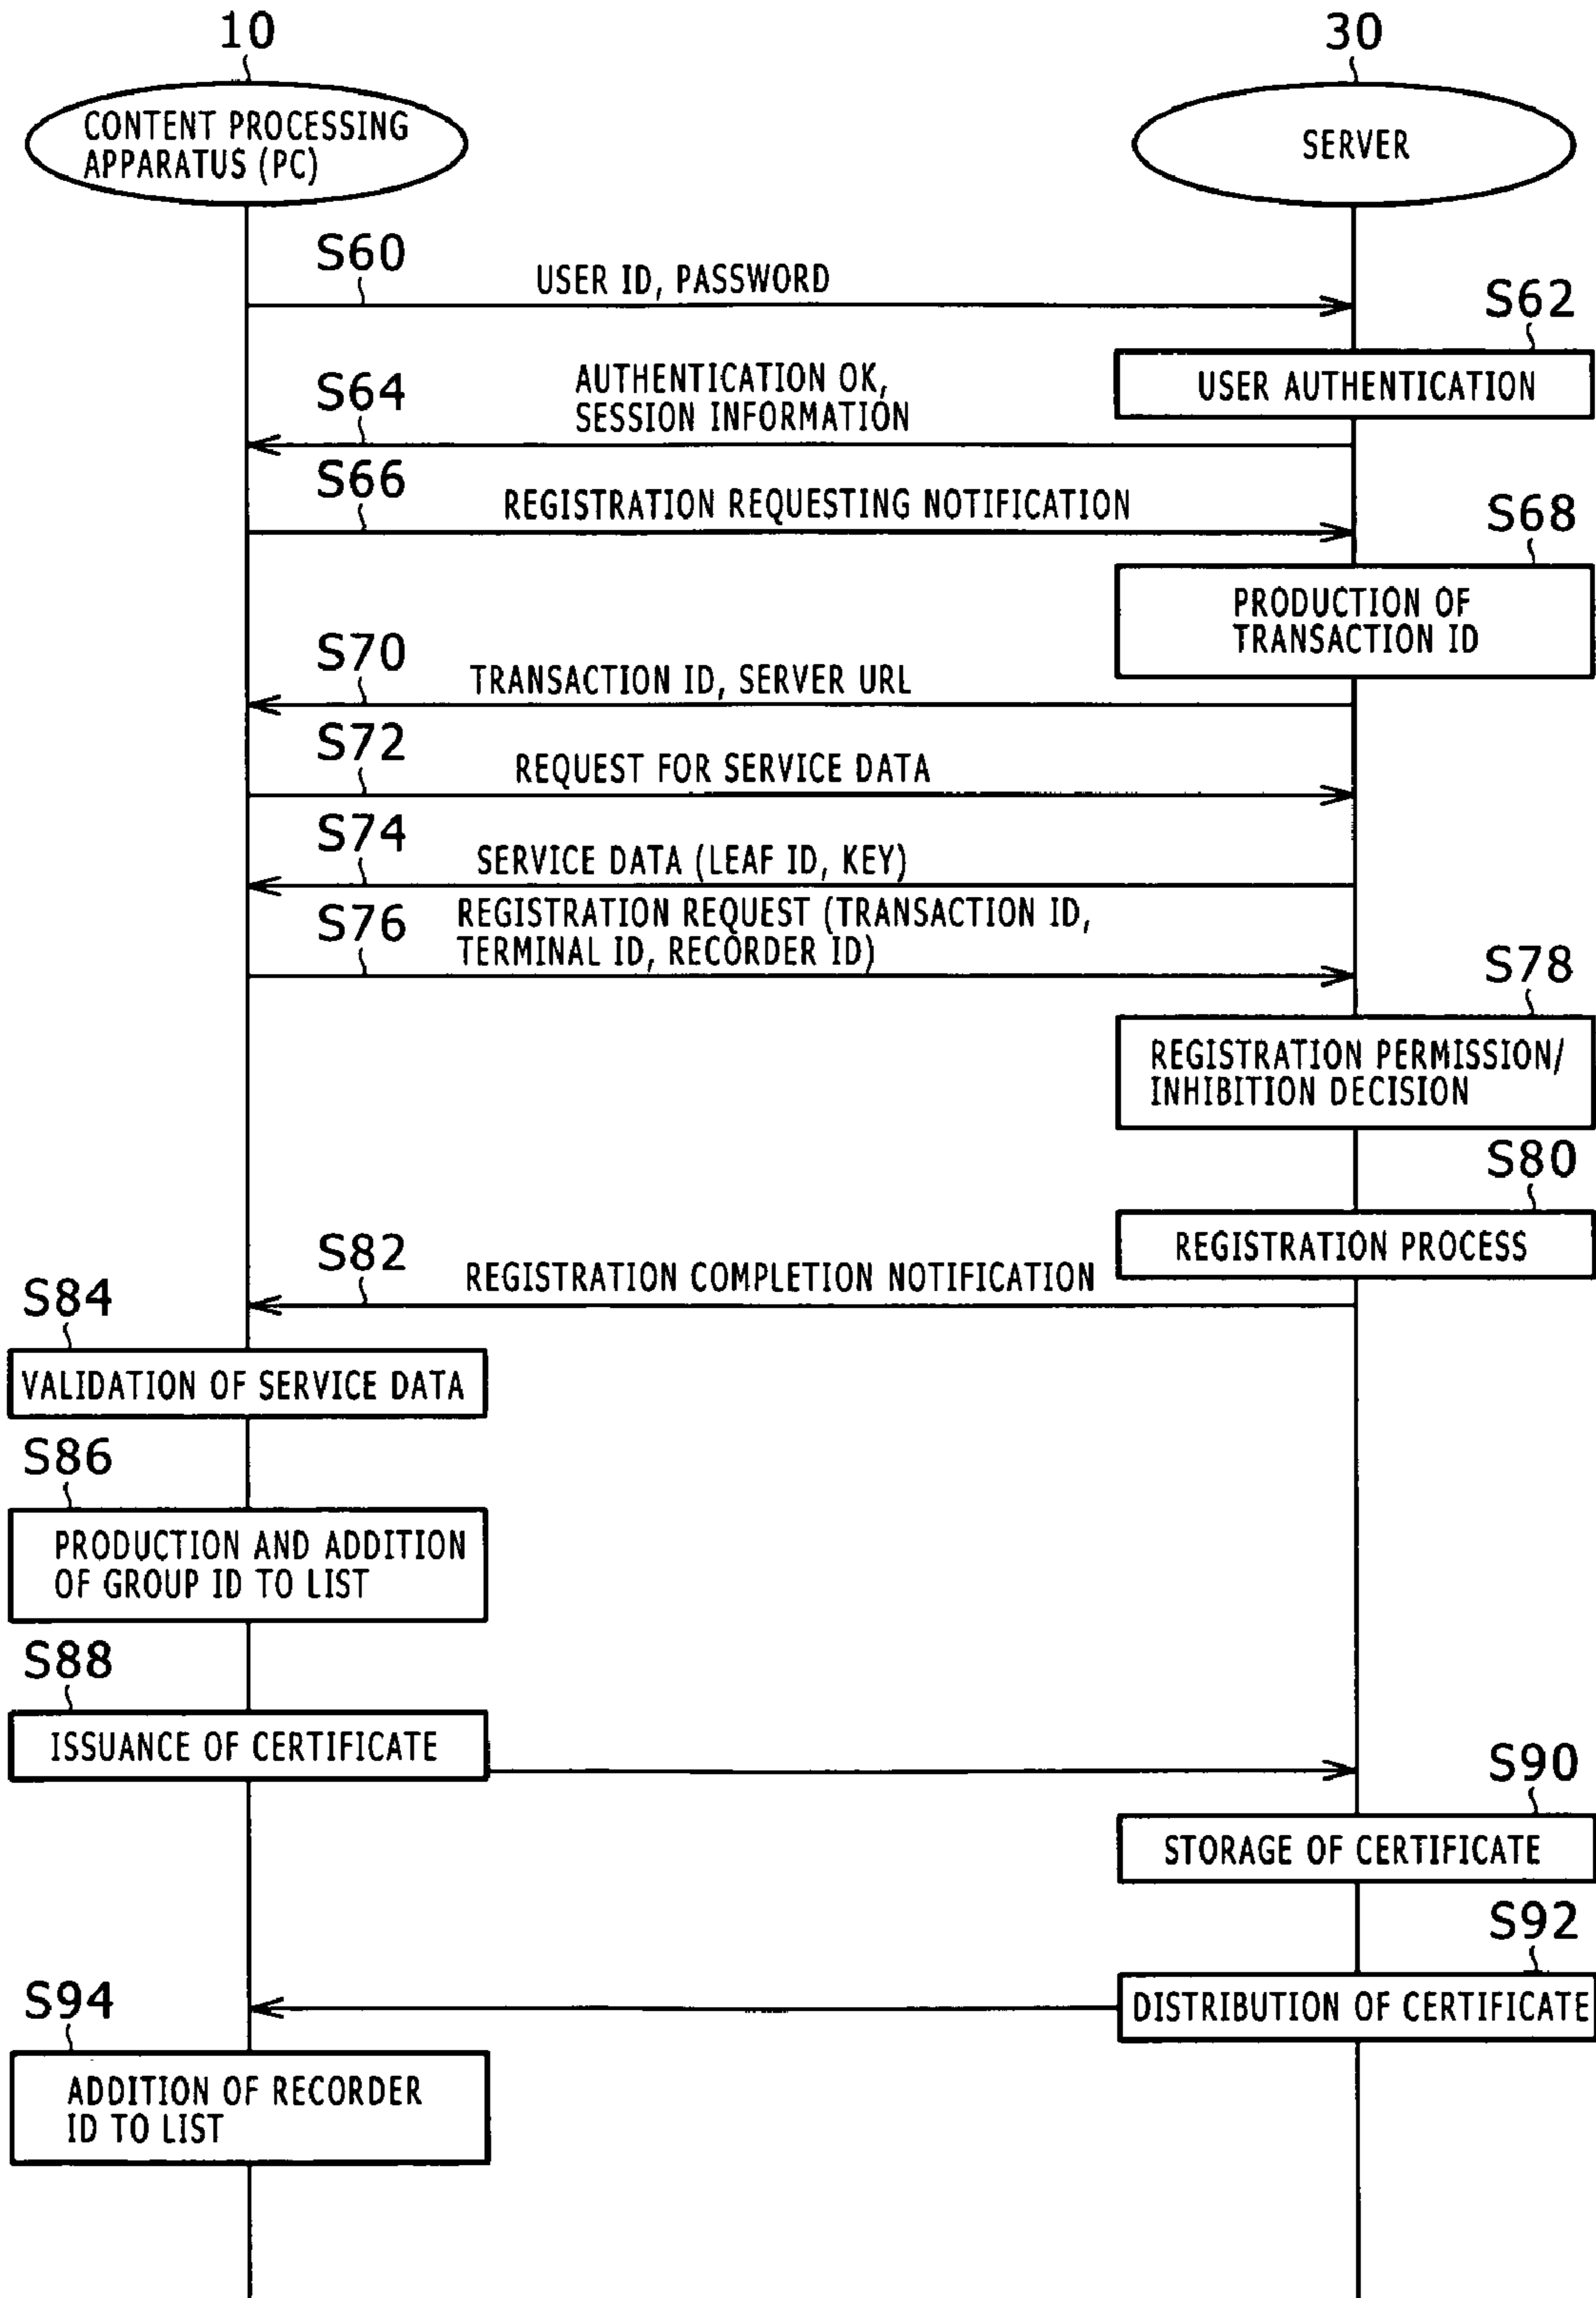 10
30
CONTENT PROCESSING
APPARATUS (PC)
SERVER
S60
USER ID, PASSWORD
S62
USER AUTHENTICATION
S64
AUTHENTICATION OK,
SESSION INFORMATION
S66
REGISTRATION REQUESTING NOTIFICATION
S68
PRODUCTION OF
TRANSACTION ID
S70
TRANSACTION ID, SERVER URL
S72
REQUEST FOR SERVICE DATA
S74
SERVICE DATA (LEAF ID, KEY)
S76
REGISTRATION REQUEST (TRANSACTION ID,
TERMINAL ID, RECORDER ID)
S78
REGISTRATION PERMISSION/
INHIBITION DECISION
S80
REGISTRATION PROCESS
S82
REGISTRATION COMPLETION NOTIFICATION
S84
VALIDATION OF SERVICE DATA
S86
PRODUCTION AND ADDITION
OF GROUP ID TO LIST
S88
ISSUANCE OF CERTIFICATE
S90
STORAGE OF CERTIFICATE
S92
DISTRIBUTION OF CERTIFICATE
S94
ADDITION OF RECORDER
ID TO LIST